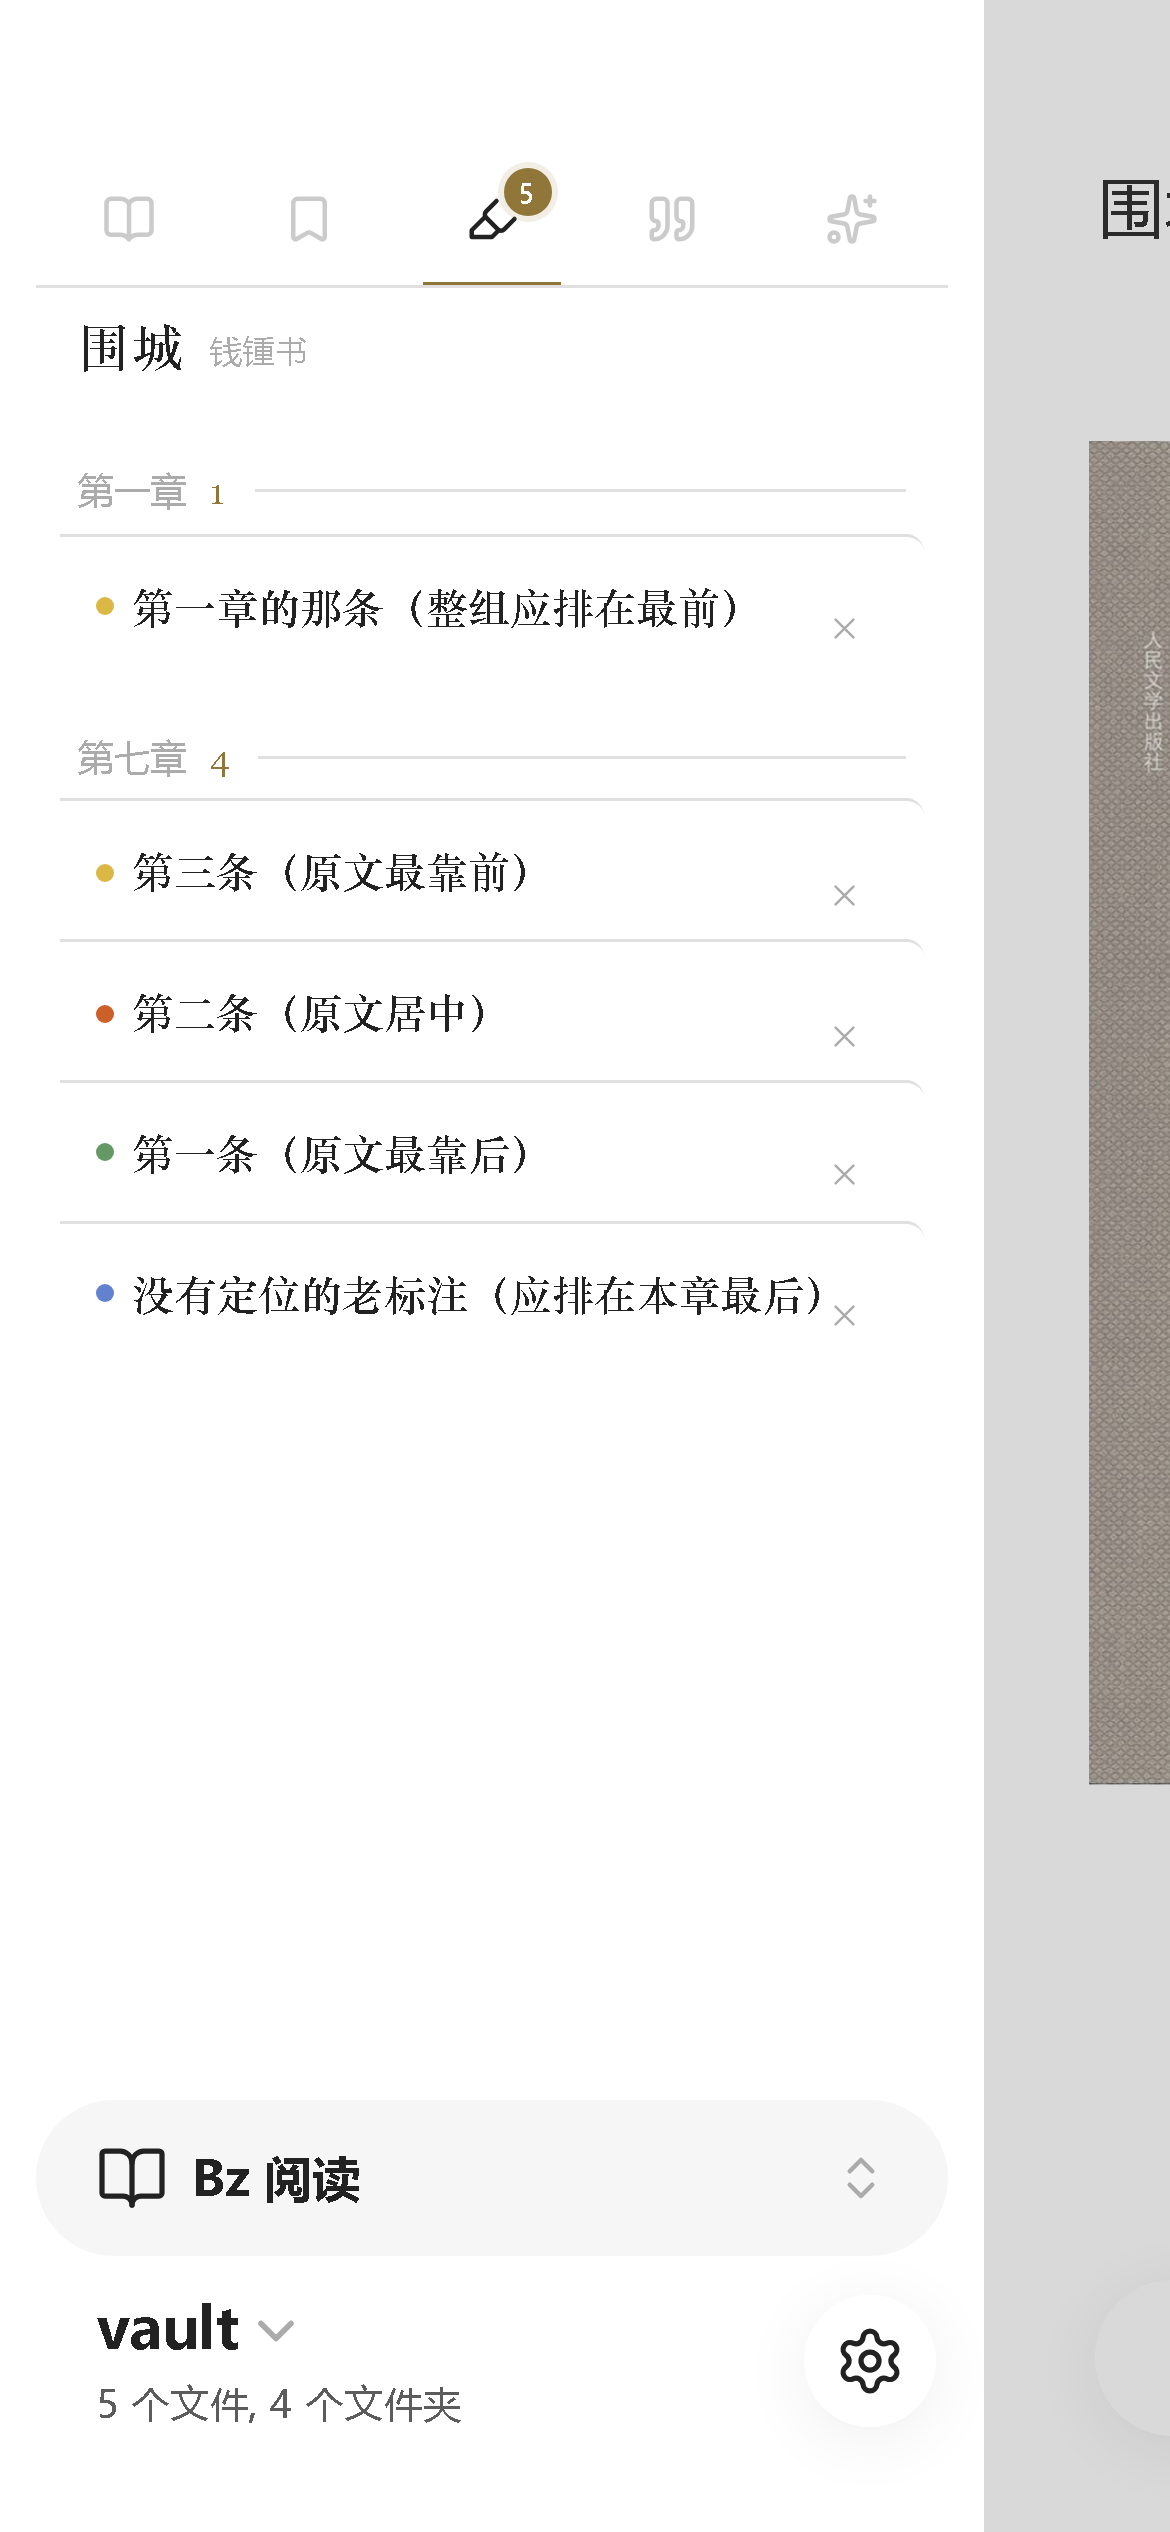 5
围城 钱锺书
第一章 1
第一章的那条（整组应排在最前）
第七章 4
第三条（原文最靠前）
第二条（原文居中）
第一条（原文最靠后）
没有定位的老标注（应排在本章最后）
Bz 阅读
vault
5 个文件, 4 个文件夹
围
人民文学出版社